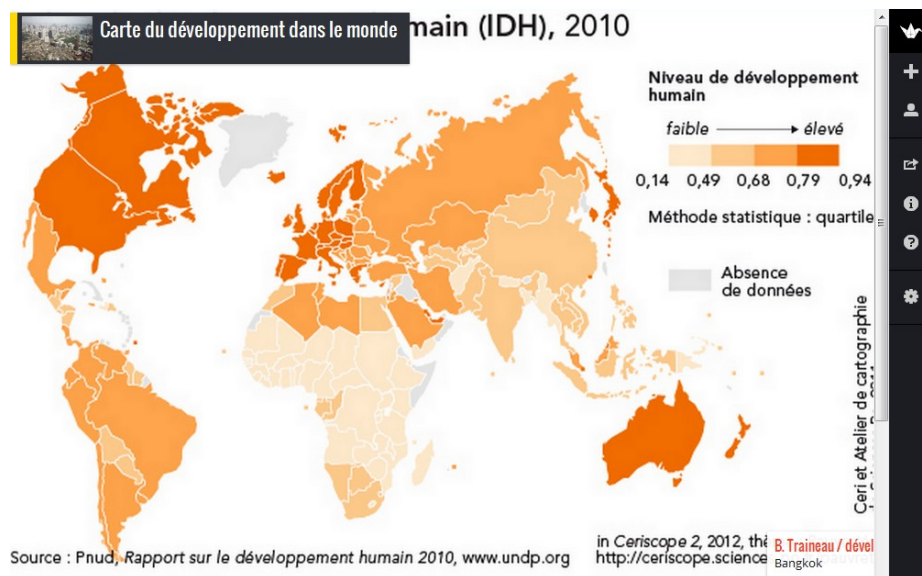 Carte du développement dans le monde
main (IDH), 2010
Niveau de développement
humain
faible élevé
0,14 0,49 0,68 0,79 0,94
Méthode statistique : quartile
Absence
de données
Ceri et Atelier de cartographie
Source : Pnud, Rapport sur le développement humain 2010, www.undp.org
in Ceriscope 2, 2012, thè
http://ceriscope.science
B. Traineau / dével
Bangkok